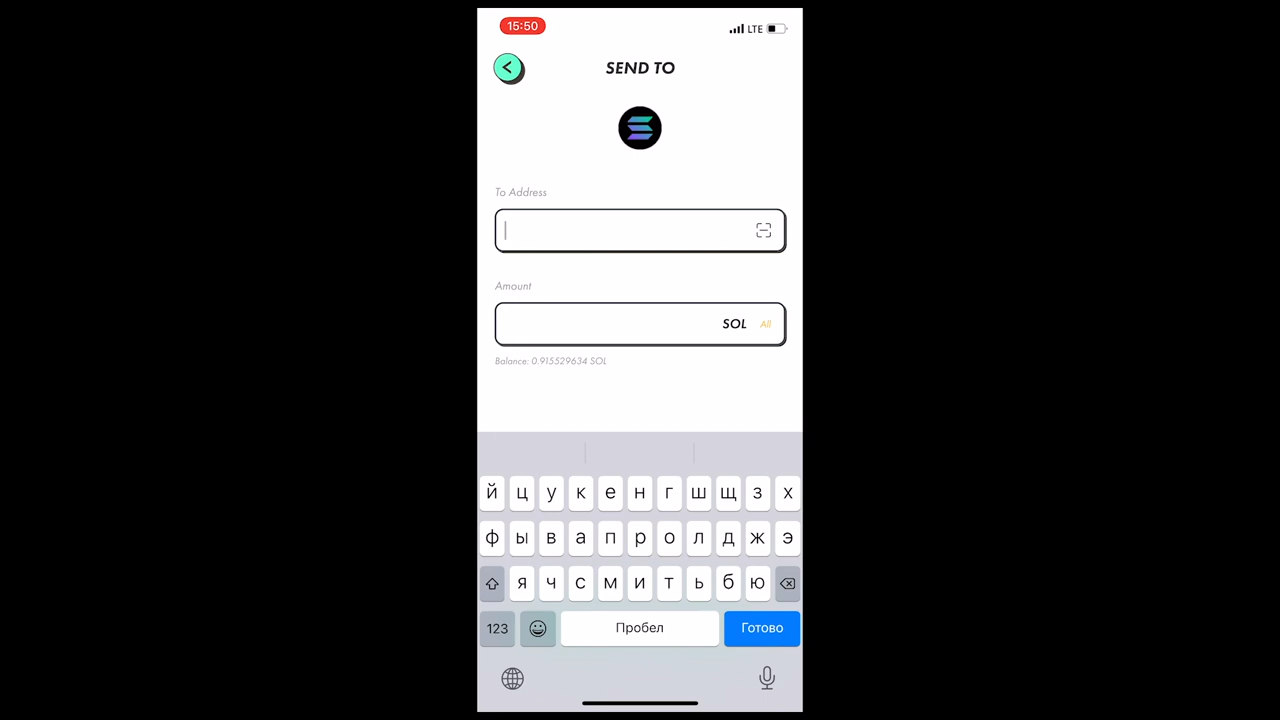 15:50
LTE
SEND TO
To Address
Amount
SOL All
Balance: 0.915529634 SOL
й ц у к е н г ш щ з х
ф ы в а п р о л д ж э
я ч с м и т ь б ю
123 Пробел Готово